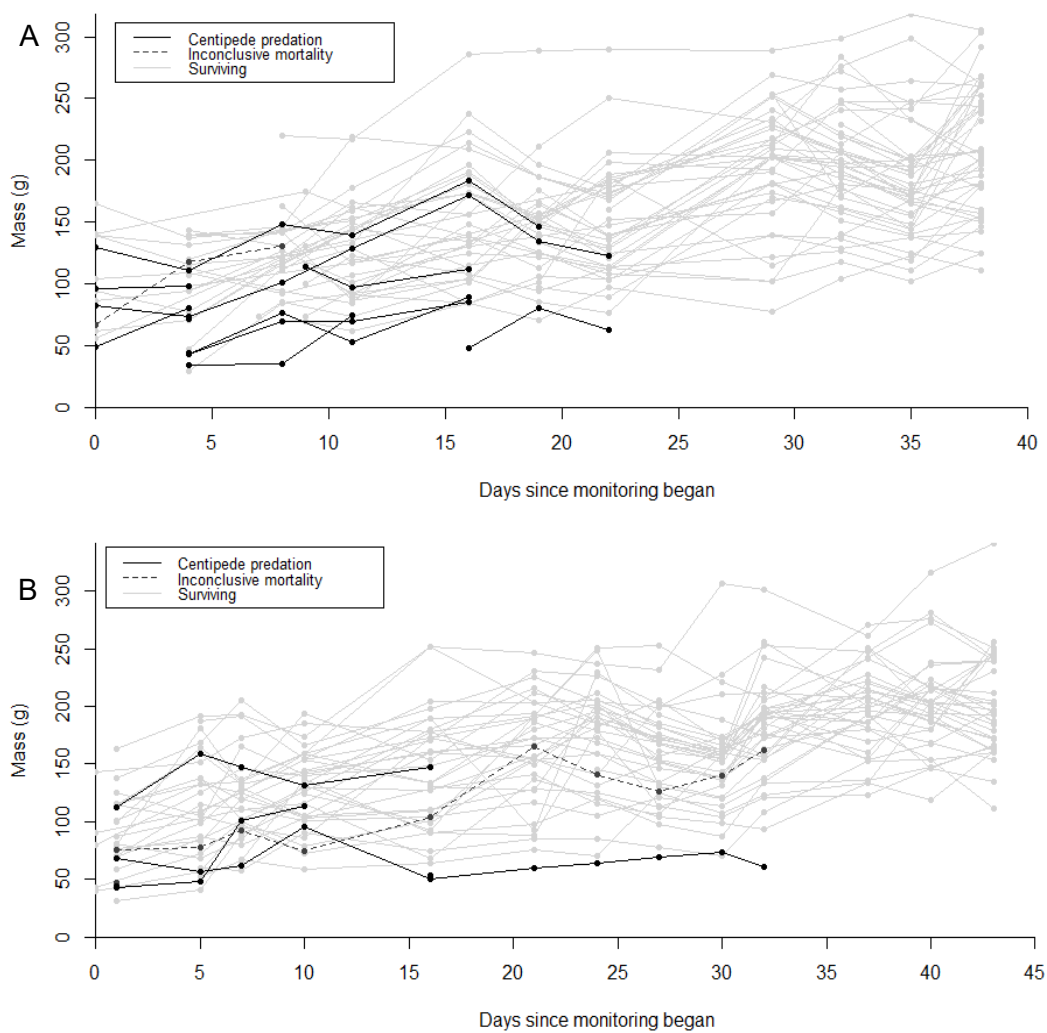 A
Centipede predation
Inconclusive mortality
Surviving
Mass (g)
0 50 100 150 200 250 300
0 5 10 15 20 25 30 35 40
Days since monitoring began
B
Centipede predation
Inconclusive mortality
Surviving
Mass (g)
0 50 100 150 200 250 300
0 5 10 15 20 25 30 35 40 45
Days since monitoring began